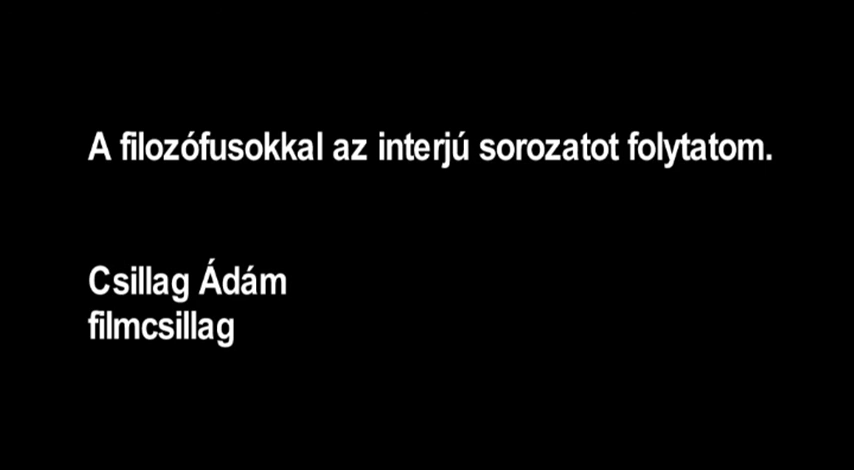 A filozófusokkal az interjú sorozatot folytatom.
Csillag Ádám
filmcsillag